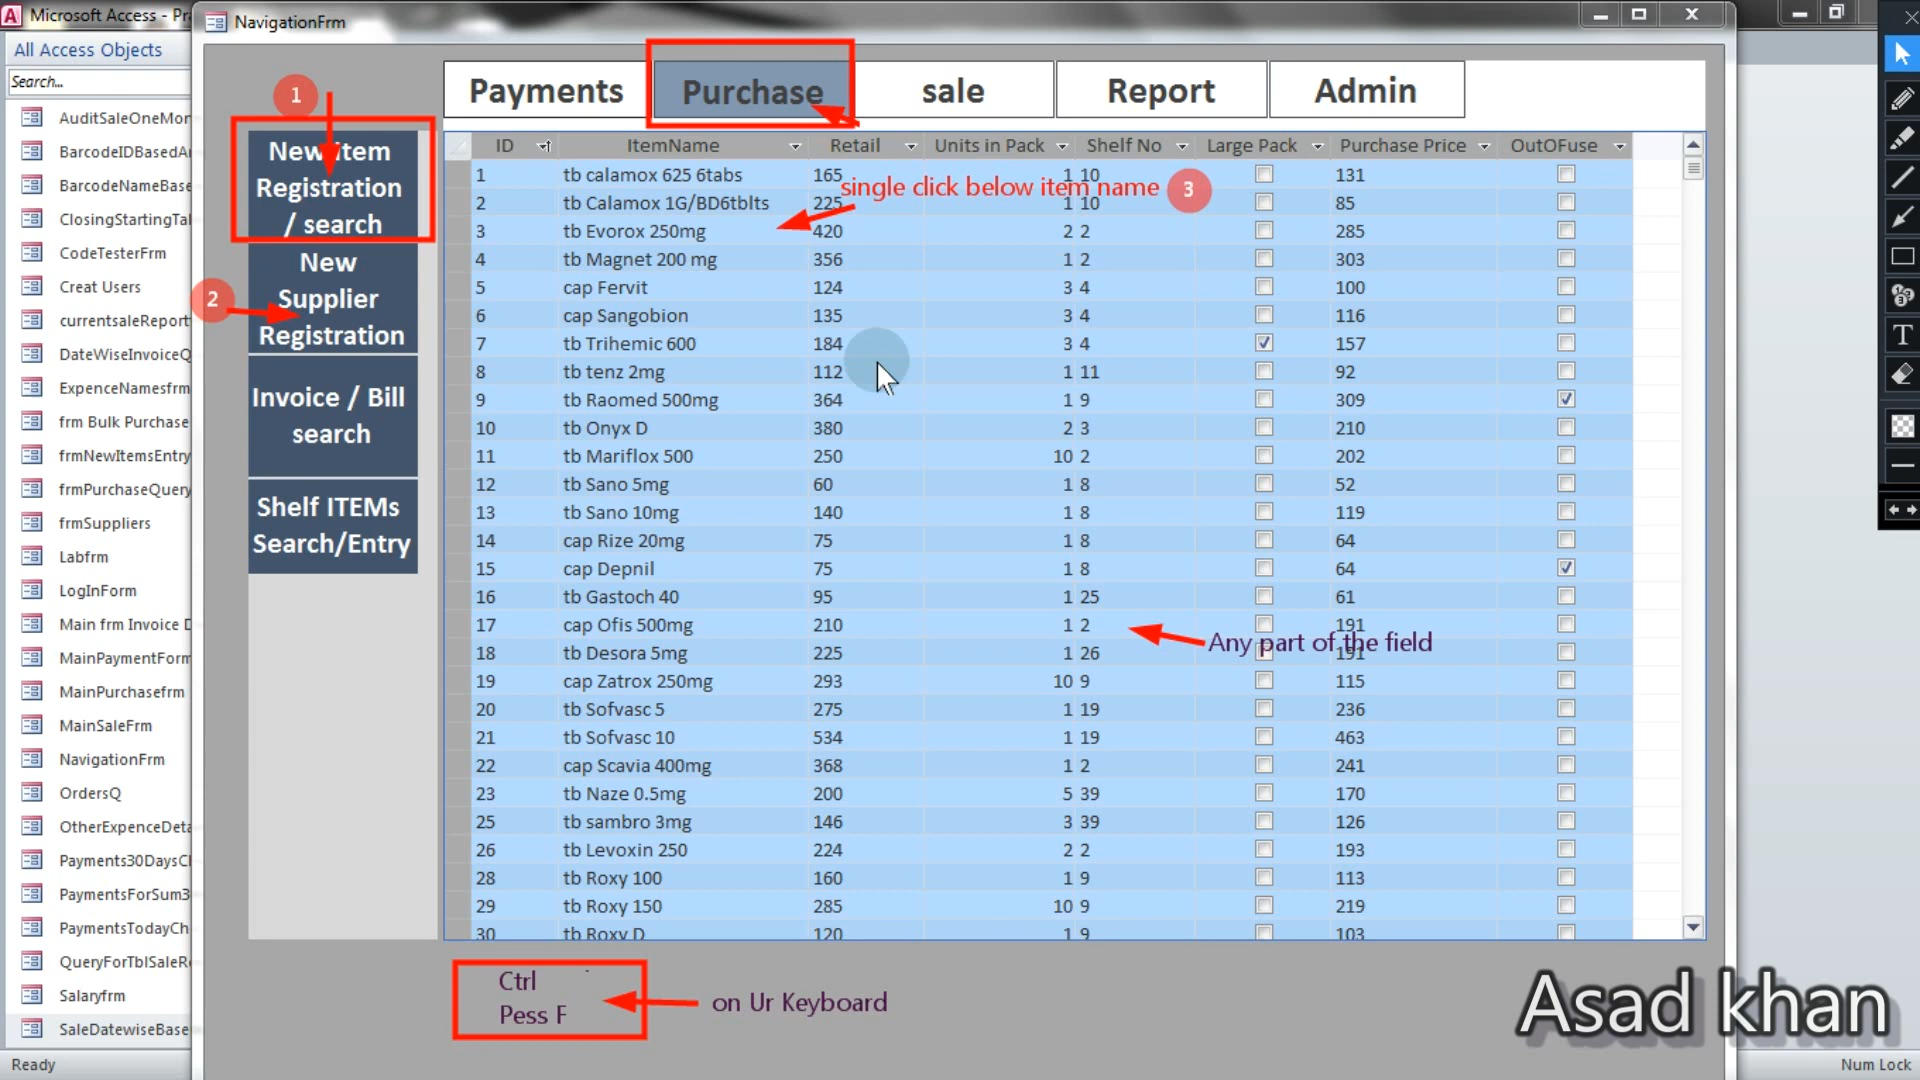 Microsoft Access - Pra
NavigationFrm
All Access Objects
Search...
AuditSaleOneMon
BarcodeIDBasedAr
BarcodeNameBase
ClosingStartingTal
CodeTesterFrm
Creat Users
currentsaleReport
DateWiseInvoiceQ
ExpenceNamesfrm
frm Bulk Purchase
frmNewItemsEntry
frmPurchaseQuery
frmSuppliers
Labfrm
LogInForm
Main frm Invoice D
MainPaymentForm
MainPurchasefrm
MainSaleFrm
NavigationFrm
OrdersQ
OtherExpenceDeta
Payments30DaysCl
PaymentsForSum3
PaymentsTodayCh
QueryForTblSaleRe
Salaryfrm
SaleDatewiseBase
Ready
Payments Purchase sale Report Admin
1
New Item
Registration
/ search
2
New
Supplier
Registration
Invoice / Bill
search
Shelf ITEMs
Search/Entry
ID ItemName Retail Units in Pack Shelf No Large Pack Purchase Price OutOFuse
1 tb calamox 625 6tabs 165 1 10 131
single click below item name 3
2 tb Calamox 1G/BD6tblts 225 1 10 85
3 tb Evorox 250mg 420 2 2 285
4 tb Magnet 200 mg 356 1 2 303
5 cap Fervit 124 3 4 100
6 cap Sangobion 135 3 4 116
7 tb Trihemic 600 184 3 4 157
8 tb tenz 2mg 112 1 11 92
9 tb Raomed 500mg 364 1 9 309
10 tb Onyx D 380 2 3 210
11 tb Mariflox 500 250 10 2 202
12 tb Sano 5mg 60 1 8 52
13 tb Sano 10mg 140 1 8 119
14 cap Rize 20mg 75 1 8 64
15 cap Depnil 75 1 8 64
16 tb Gastoch 40 95 1 25 61
17 cap Ofis 500mg 210 1 2 191
Any part of the field
18 tb Desora 5mg 225 1 26 191
19 cap Zatrox 250mg 293 10 9 115
20 tb Sofvasc 5 275 1 19 236
21 tb Sofvasc 10 534 1 19 463
22 cap Scavia 400mg 368 1 2 241
23 tb Naze 0.5mg 200 5 39 170
25 tb sambro 3mg 146 3 39 126
26 tb Levoxin 250 224 2 2 193
28 tb Roxy 100 160 1 9 113
29 tb Roxy 150 285 10 9 219
30 tb Roxy D 120 1 9 103
Ctrl
Pess F
on Ur Keyboard
Asad khan
Num Lock
T